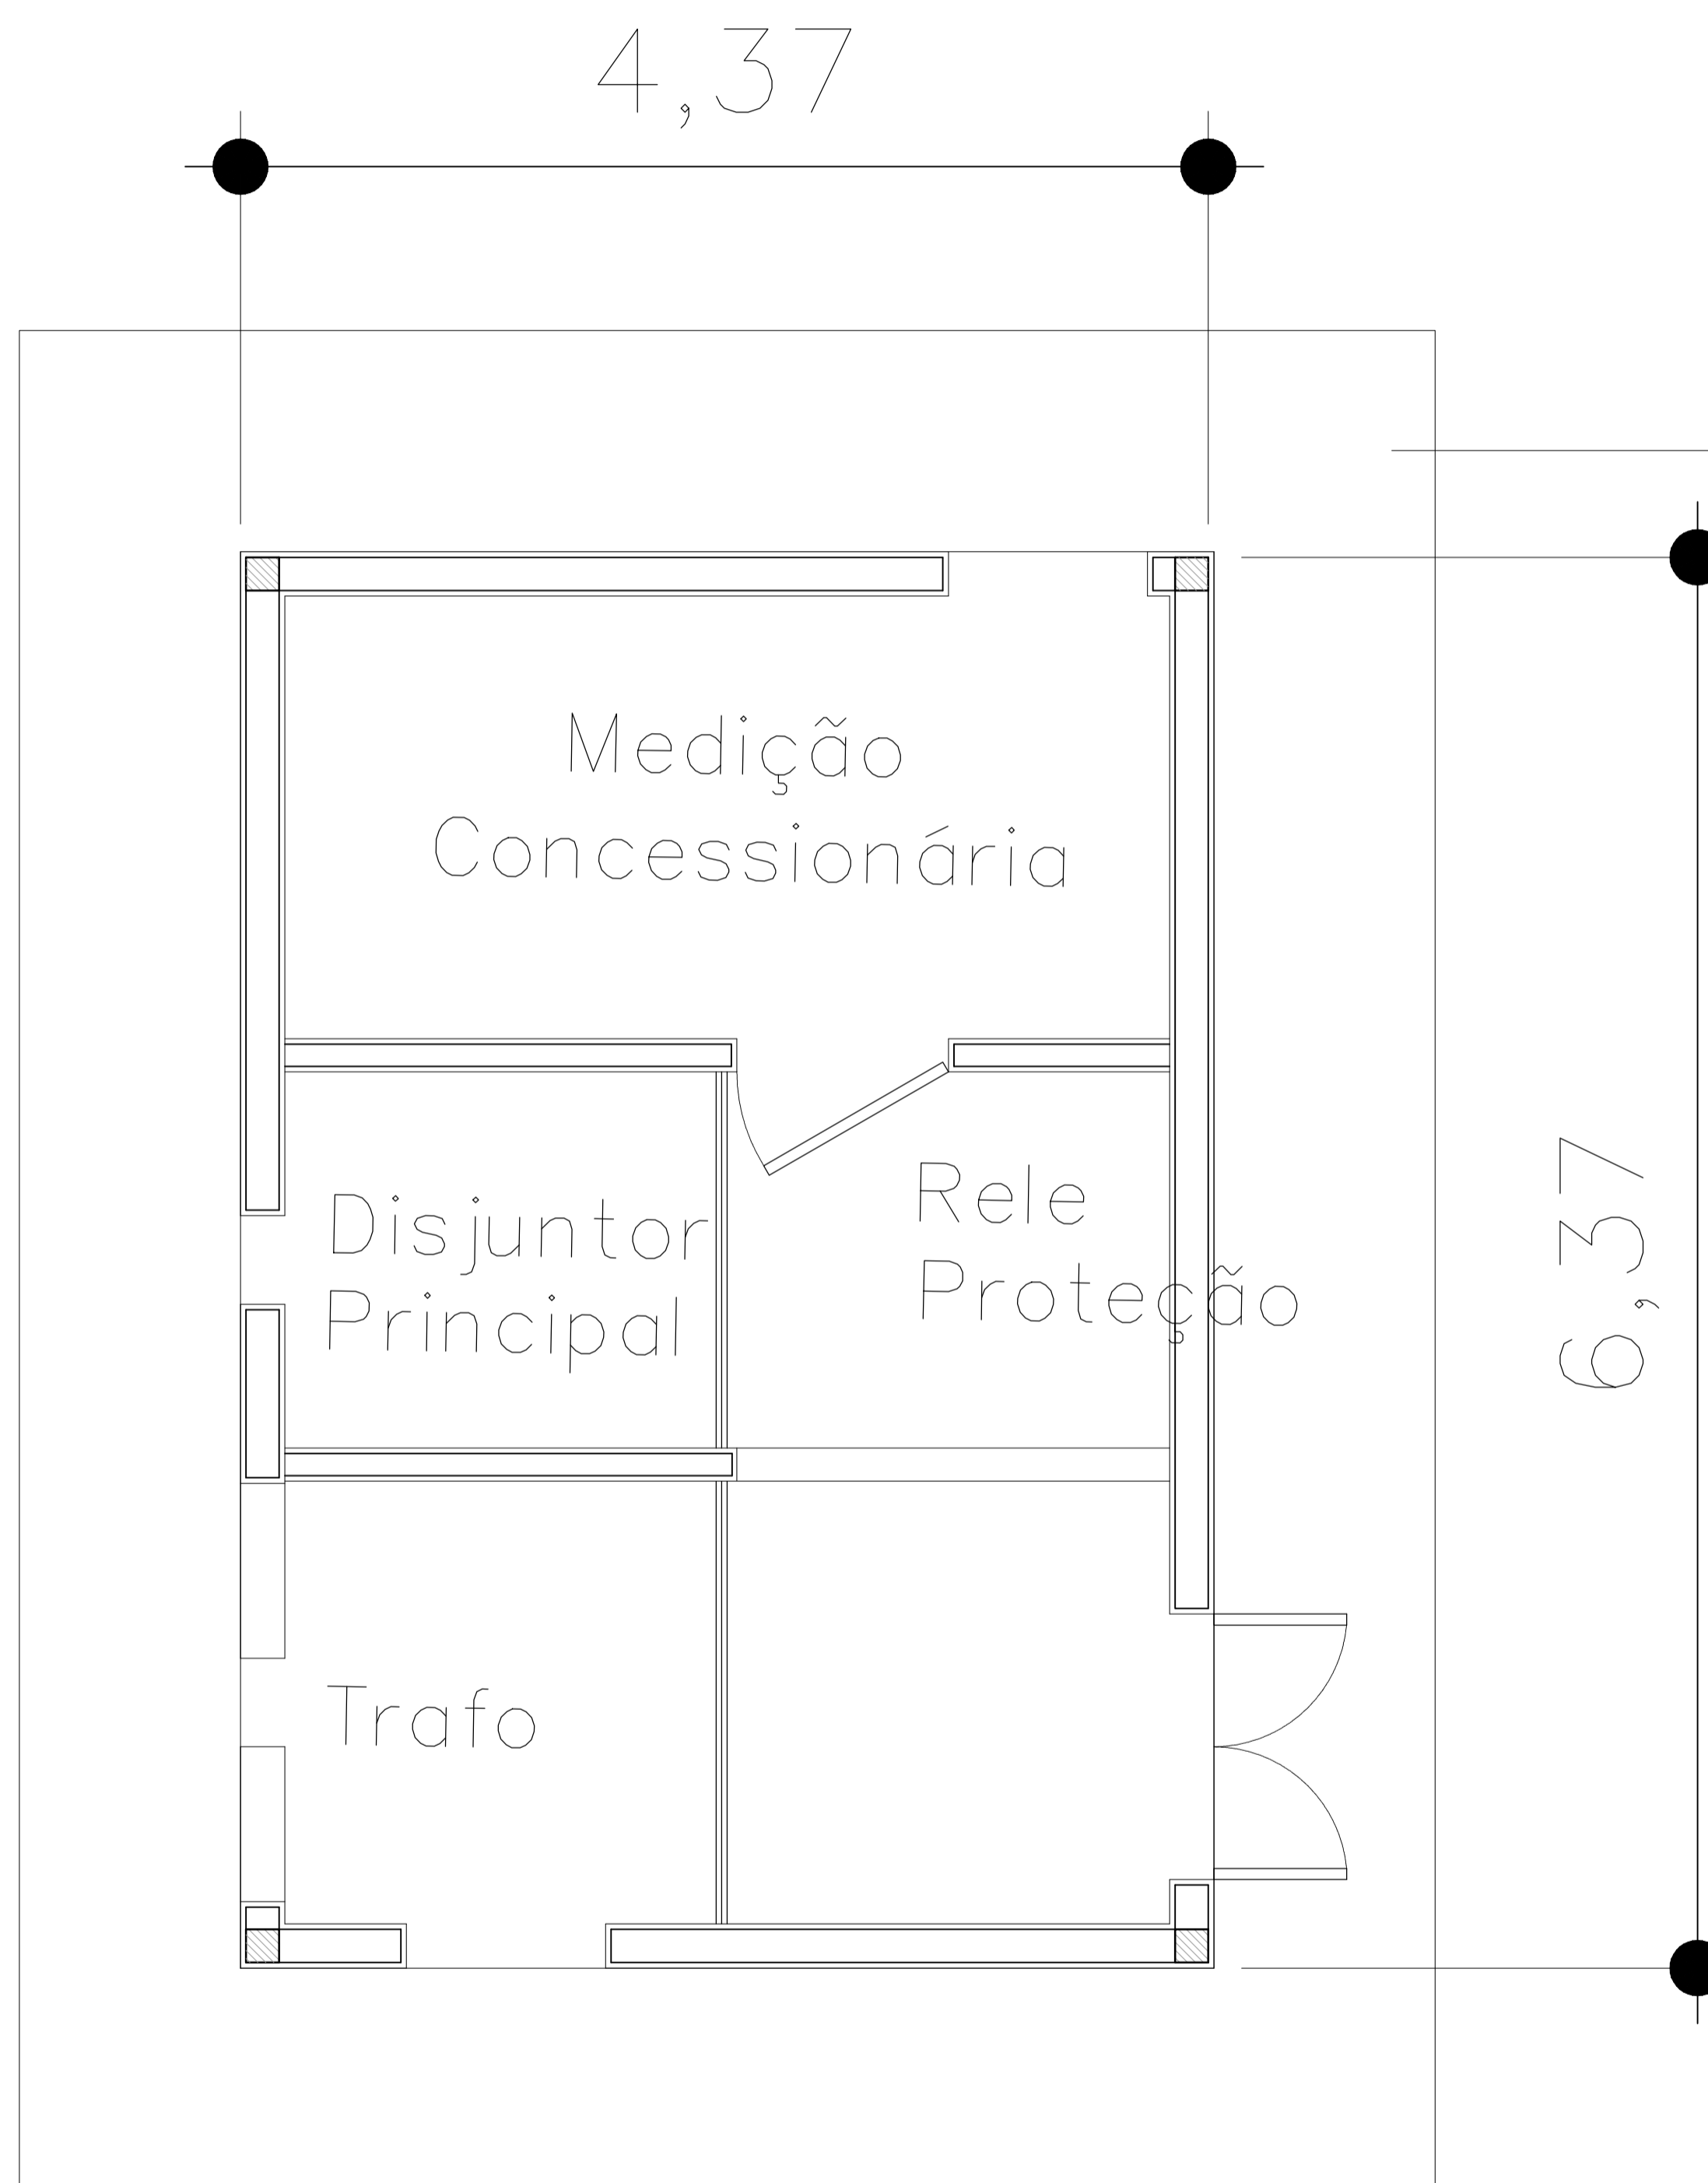 4,37
Medição
Concessionária
Disjuntor
Principal
Rele
Proteção
6,37
Trafo